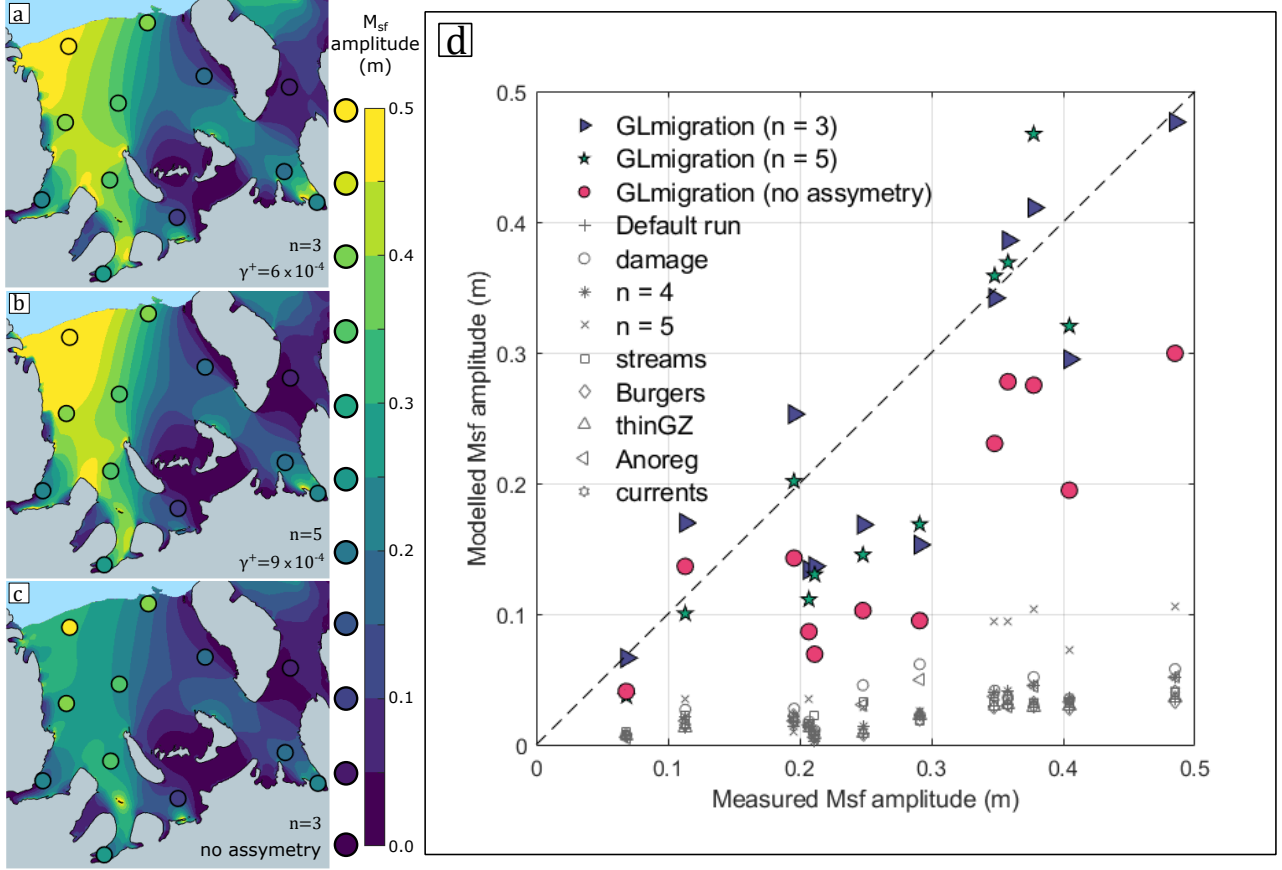 a
n=3
γ⁺=6 x 10⁻⁴
b
n=5
γ⁺=9 x 10⁻⁴
c
n=3
no assymetry
M_sf
amplitude
(m)
0.5
0.4
0.3
0.2
0.1
0.0
d
GLmigration (n = 3)
GLmigration (n = 5)
GLmigration (no assymetry)
Default run
damage
n = 4
n = 5
streams
Burgers
thinGZ
Anoreg
currents
Modelled Msf amplitude (m)
0.5
0.4
0.3
0.2
0.1
0
0
0.1
0.2
0.3
0.4
0.5
Measured Msf amplitude (m)